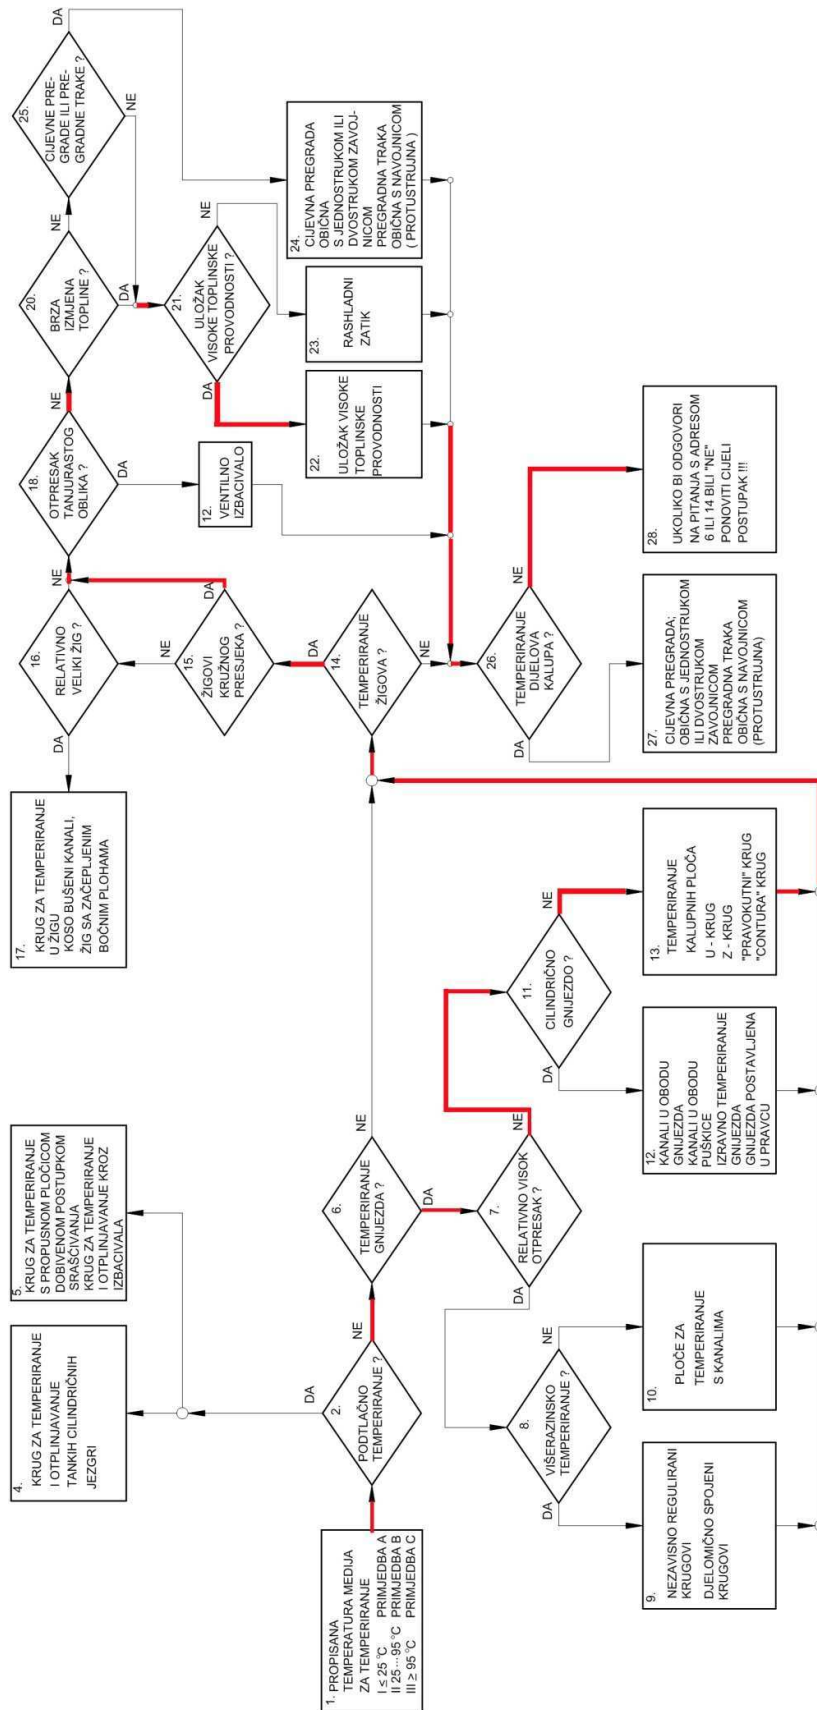 1. PROPISANA
TEMPERATURA MEDIJA
ZA TEMPERIRANJE
I ≤ 25 °C PRIMJEDBA A
II 25···95 °C PRIMJEDBA B
III ≥ 95 °C PRIMJEDBA C
2.
PODTLAČNO
TEMPERIRANJE ?
DA
NE
4.
KRUG ZA TEMPERIRANJE
I OTPLINJAVANJE
TANKIH CILINDRIČNIH
JEZGRI
5. KRUG ZA TEMPERIRANJE
S PROPUSNOM PLOČICOM
DOBIVENOM POSTUPKOM
SRAŠČIVANJA
KRUG ZA TEMPERIRANJE
I OTPLINJAVANJE KROZ
IZBACIVALA
6.
TEMPERIRANJE
GNIJEZDA ?
NE
DA
7.
RELATIVNO VISOK
OTPRESAK ?
DA
NE
8.
VIŠERAZINSKO
TEMPERIRANJE ?
DA
NE
9.
NEZAVISNO REGULIRANI
KRUGOVI
DJELOMIČNO SPOJENI
KRUGOVI
10.
PLOČE ZA
TEMPERIRANJE
S KANALIMA
11.
CILINDRIČNO
GNIJEZDO ?
DA
NE
12. KANALI U OBODU
GNIJEZDA
KANALI U OBODU
PUŠKICE
IZRAVNO TEMPERIRANJE
GNIJEZDA
GNIJEZDA POSTAVLJENA
U PRAVCU
13.
TEMPERIRANJE
KALUPNIH PLOČA
U - KRUG
Z - KRUG
"PRAVOKUTNI" KRUG
"CONTURA" KRUG
14.
TEMPERIRANJE
ŽIGOVA ?
DA
NE
15.
ŽIGOVI
KRUŽNOG
PRESJEKA ?
NE
DA
16.
RELATIVNO
VELIKI ŽIG ?
DA
NE
17.
KRUG ZA TEMPERIRANJE
U ŽIGU
KOSO BUŠENI KANALI,
ŽIG SA ZAČEPLJENIM
BOČNIM PLOHAMA
18.
OTPRESAK
TANJURASTOG
OBLIKA ?
NE
DA
12.
VENTILNO
IZBACIVALO
20.
BRZA
IZMJENA
TOPLINE ?
NE
DA
21.
ULOŽAK
VISOKE TOPLINSKE
PROVODNOSTI ?
DA
NE
22.
ULOŽAK VISOKE
TOPLINSKE
PROVODNOSTI
23.
RASHLADNI
ZATIK
24.
CIJEVNA PREGRADA
OBIČNA
S JEDNOSTRUKOM ILI
DVOSTRUKOM ZAVOJ-
NICOM
PREGRADNA TRAKA
OBIČNA S NAVOJNICOM
( PROTUSTRUJNA )
25.
CIJEVNE PRE-
GRADE ILI PRE-
GRADNE TRAKE ?
DA
NE
26.
TEMPERIRANJE
DIJELOVA
KALUPA ?
DA
NE
27.
CIJEVNA PREGRADA;
OBIČNA S JEDNOSTRUKOM
ILI DVOSTRUKOM
ZAVOJNICOM
PREGRADNA TRAKA
OBIČNA S NAVOJNICOM
(PROTUSTRUJNA)
28.
UKOLIKO BI ODGOVORI
NA PITANJA S ADRESOM
6 ILI 14 BILI "NE"
PONOVITI CIJELI
POSTUPAK !!!